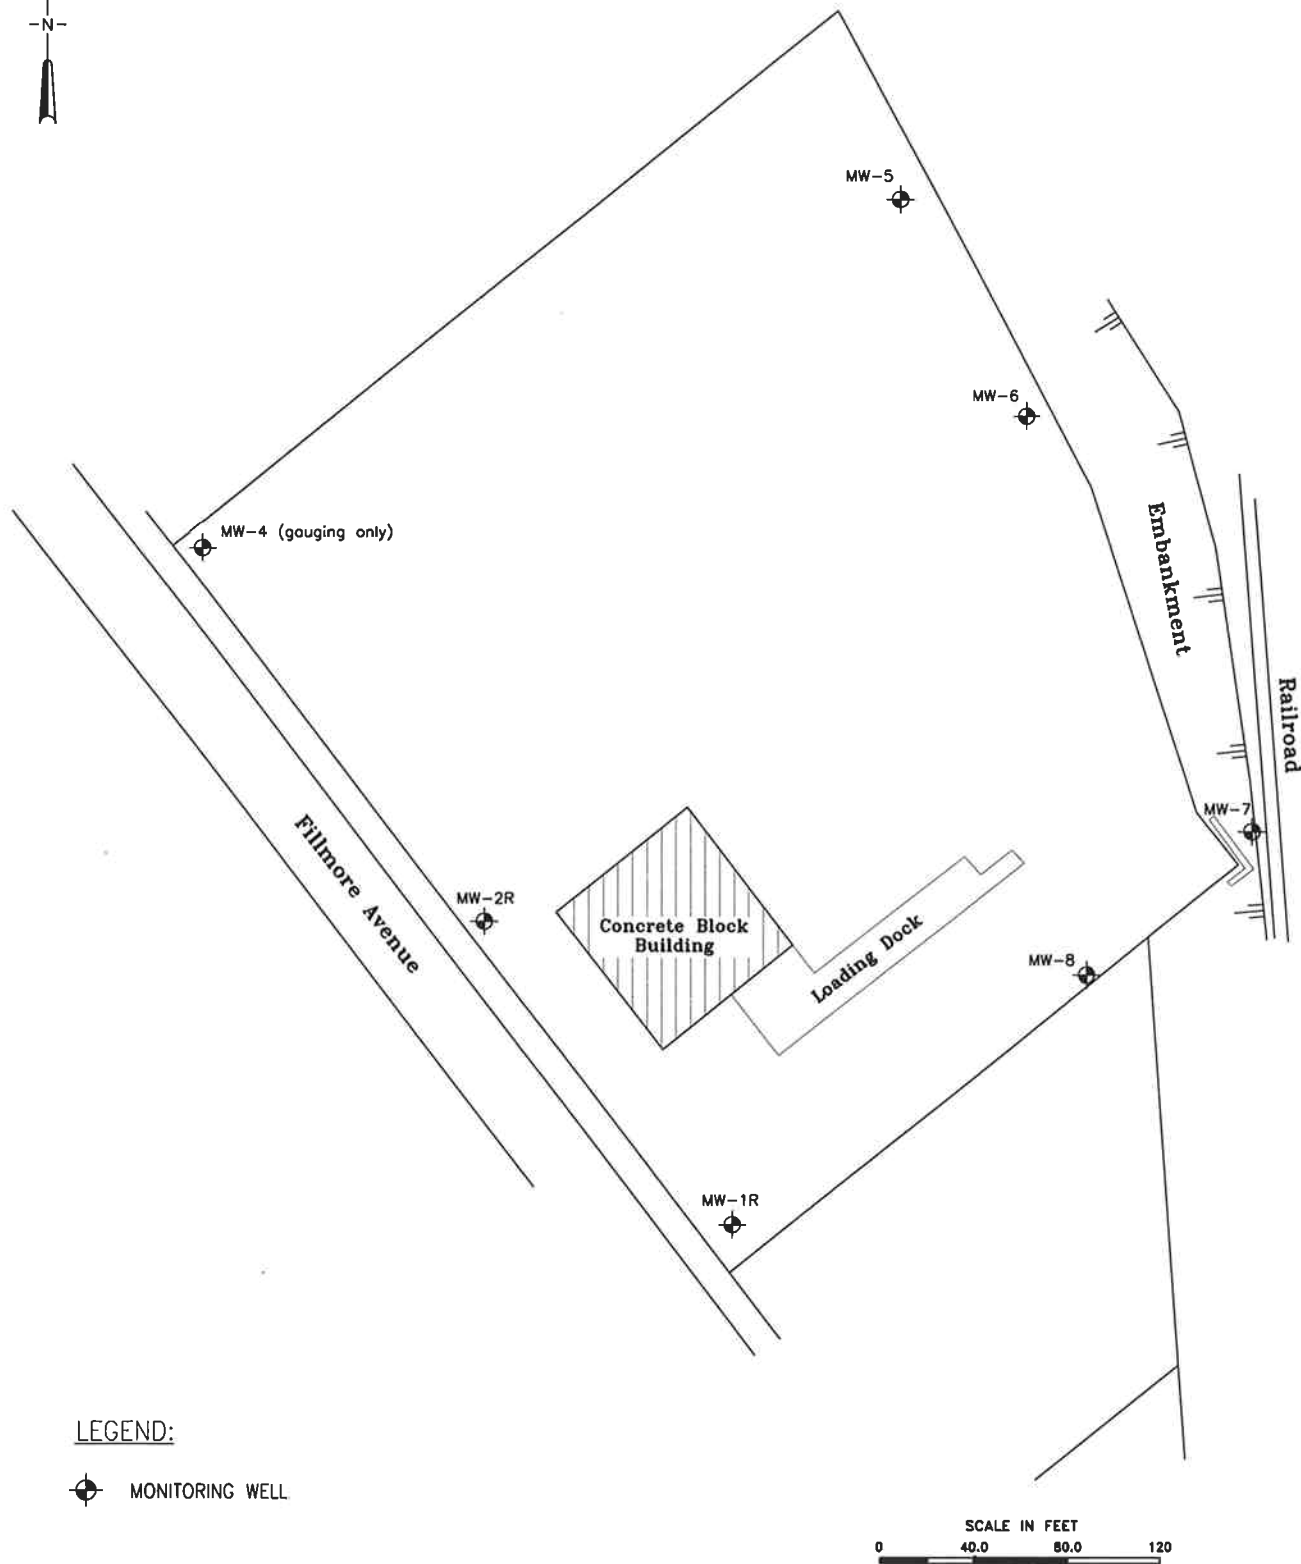 -N-
MW-5
MW-6
MW-4 (gauging only)
Embankment
Railroad
MW-7
Fillmore Avenue
MW-2R
Concrete Block
Building
Loading Dock
MW-8
MW-1R
LEGEND:
MONITORING WELL
SCALE IN FEET
0 40.0 80.0 120